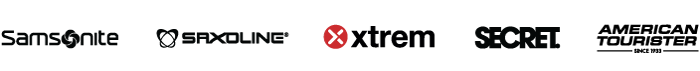 Samsonite
SAXOLINE®
xtrem
SECRET.
AMERICAN
TOURISTER
SINCE 1933